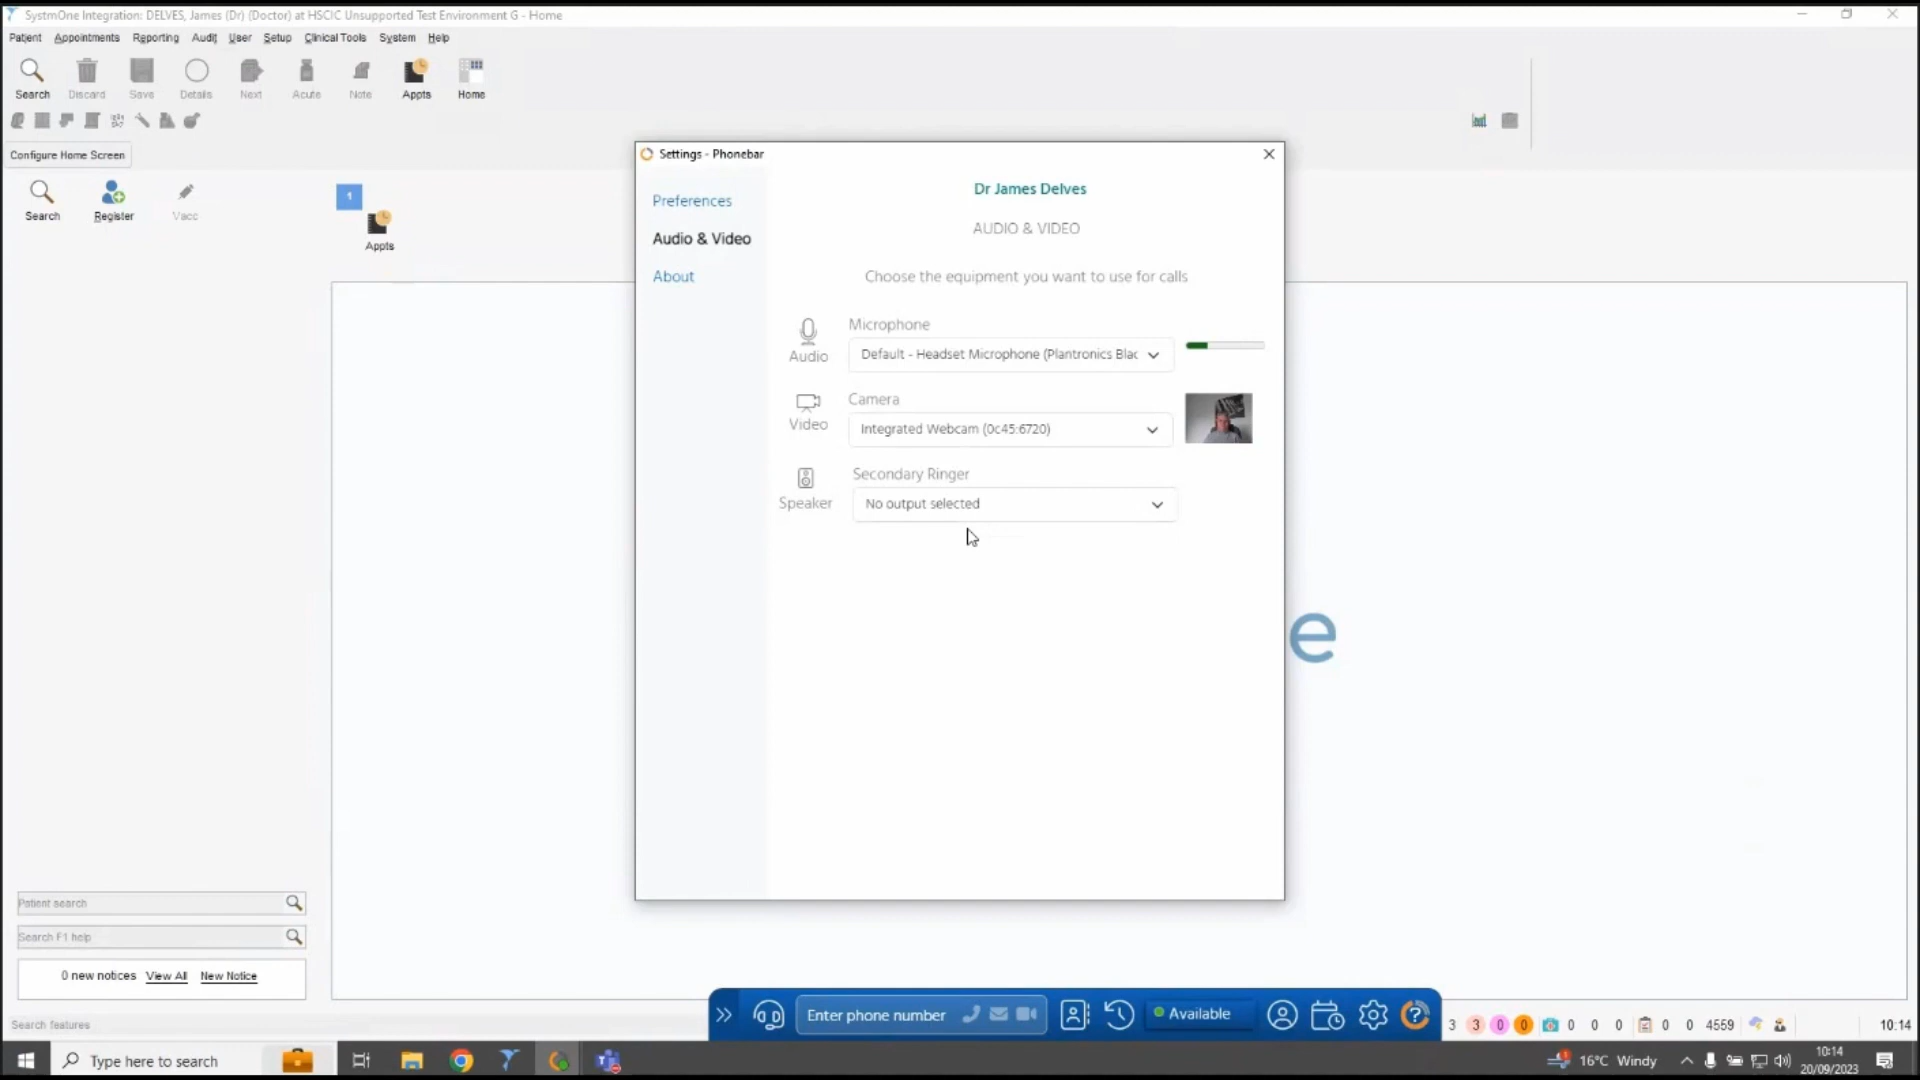 SystmOne Integration: DELVES, James (Dr) (Doctor) at HSCIC Unsupported Test Environment G - Home
Patient Appointments Reporting Audit User Setup Clinical Tools System Help
Search Discard Save Details Next Acute Note Appts Home
Configure Home Screen
Search Register Vacc
1
Appts
Settings - Phonebar
Preferences
Audio & Video
About
Dr James Delves
AUDIO & VIDEO
Choose the equipment you want to use for calls
Microphone
Audio
Default - Headset Microphone (Plantronics Blac
Camera
Video
Integrated Webcam (0c45:6720)
Secondary Ringer
Speaker
No output selected
e
Patient search
Search F1 help
0 new notices View All New Notice
Search features
Enter phone number
Available
3 3 0 0 0 0 0 0 0 4559
10:14
Type here to search
16°C Windy
10:14
20/09/2023